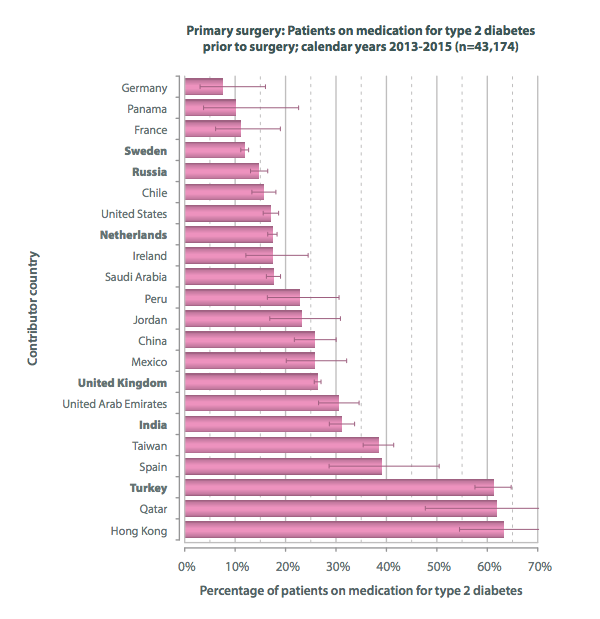 Primary surgery: Patients on medication for type 2 diabetes
prior to surgery; calendar years 2013-2015 (n=43,174)
Contributor country
Germany
Panama
France
Sweden
Russia
Chile
United States
Netherlands
Ireland
Saudi Arabia
Peru
Jordan
China
Mexico
United Kingdom
United Arab Emirates
India
Taiwan
Spain
Turkey
Qatar
Hong Kong
0% 10% 20% 30% 40% 50% 60% 70%
Percentage of patients on medication for type 2 diabetes